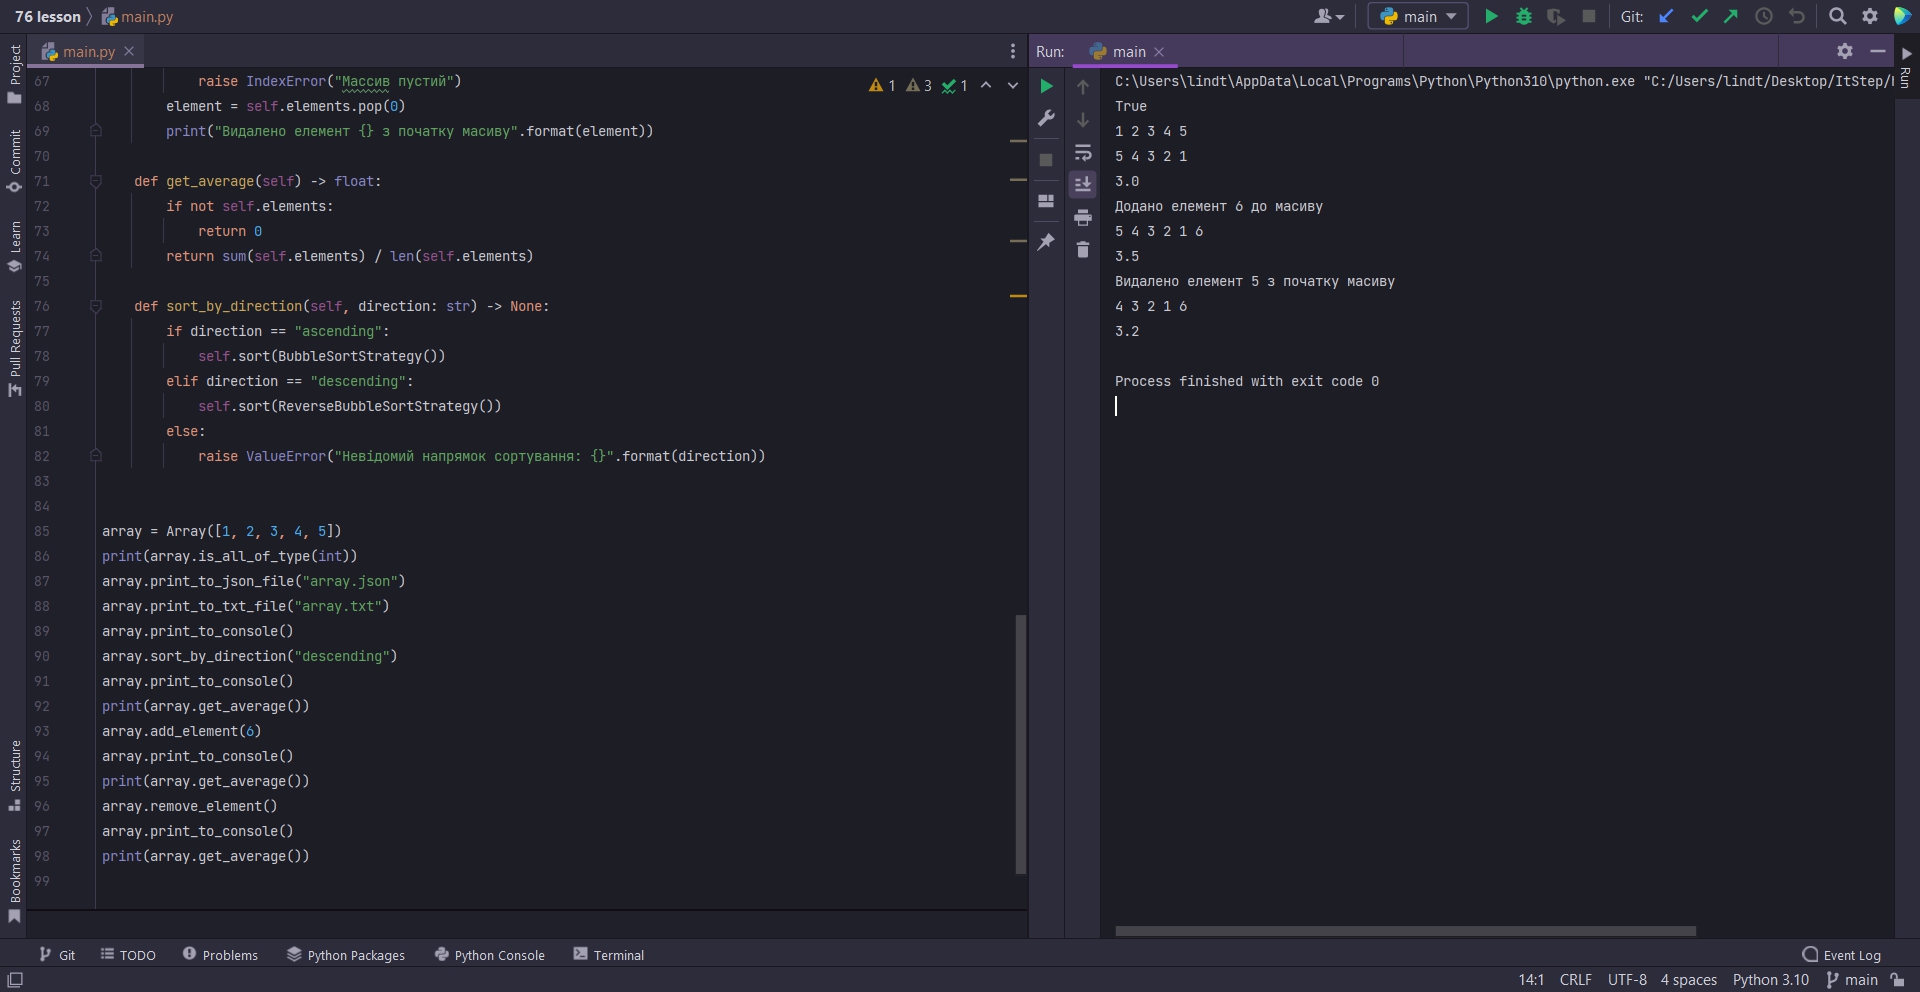 76 lesson main.py
main Git:
main.py
Run: main
Project
Commit
Learn
Pull Requests
Structure
Bookmarks
Run
1 3 1
67 raise IndexError("Массив пустий")
68 element = self.elements.pop(0)
69 print("Видалено елемент {} з початку масиву".format(element))
70
71 def get_average(self) -> float:
72 if not self.elements:
73 return 0
74 return sum(self.elements) / len(self.elements)
75
76 def sort_by_direction(self, direction: str) -> None:
77 if direction == "ascending":
78 self.sort(BubbleSortStrategy())
79 elif direction == "descending":
80 self.sort(ReverseBubbleSortStrategy())
81 else:
82 raise ValueError("Невідомий напрямок сортування: {}".format(direction))
83
84
85 array = Array([1, 2, 3, 4, 5])
86 print(array.is_all_of_type(int))
87 array.print_to_json_file("array.json")
88 array.print_to_txt_file("array.txt")
89 array.print_to_console()
90 array.sort_by_direction("descending")
91 array.print_to_console()
92 print(array.get_average())
93 array.add_element(6)
94 array.print_to_console()
95 print(array.get_average())
96 array.remove_element()
97 array.print_to_console()
98 print(array.get_average())
99
C:\Users\lindt\AppData\Local\Programs\Python\Python310\python.exe "C:/Users/lindt/Desktop/ItStep/
True
1 2 3 4 5
5 4 3 2 1
3.0
Додано елемент 6 до масиву
5 4 3 2 1 6
3.5
Видалено елемент 5 з початку масиву
4 3 2 1 6
3.2
Process finished with exit code 0
Git TODO Problems Python Packages Python Console Terminal Event Log
14:1 CRLF UTF-8 4 spaces Python 3.10 main